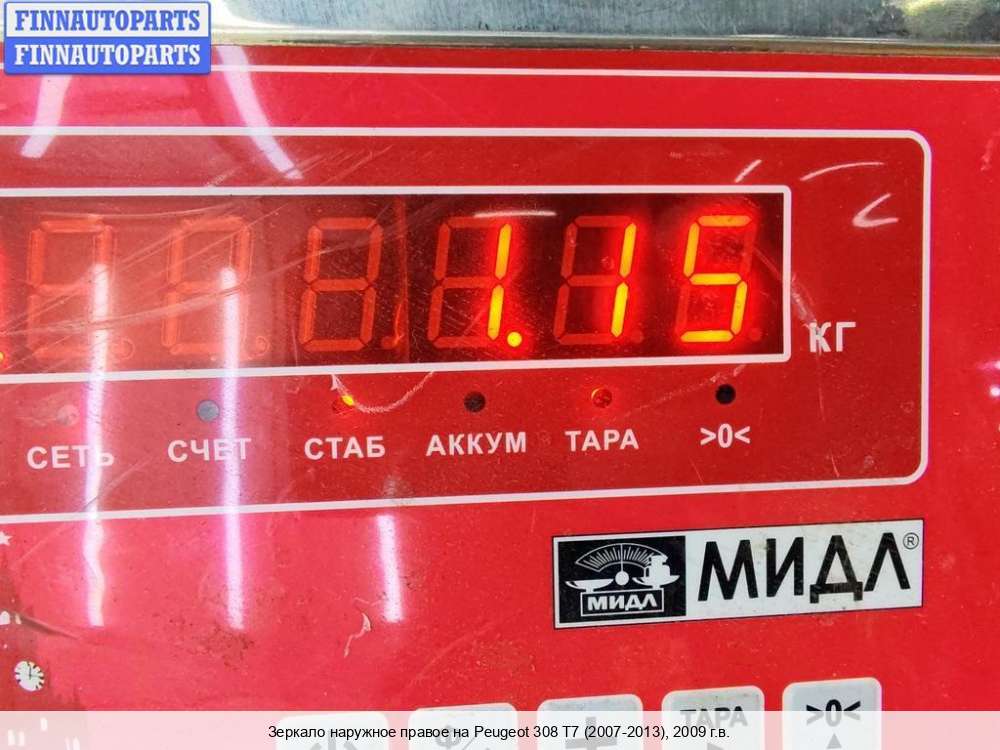 FINNAUTOPARTS
FINNAUTOPARTS
1.15
КГ
СЕТЬ СЧЕТ СТАБ АККУМ ТАРА >0<
МИДЛ МИДЛ®
ТАРА >0<
Зеркало наружное правое на Peugeot 308 T7 (2007-2013), 2009 г.в.